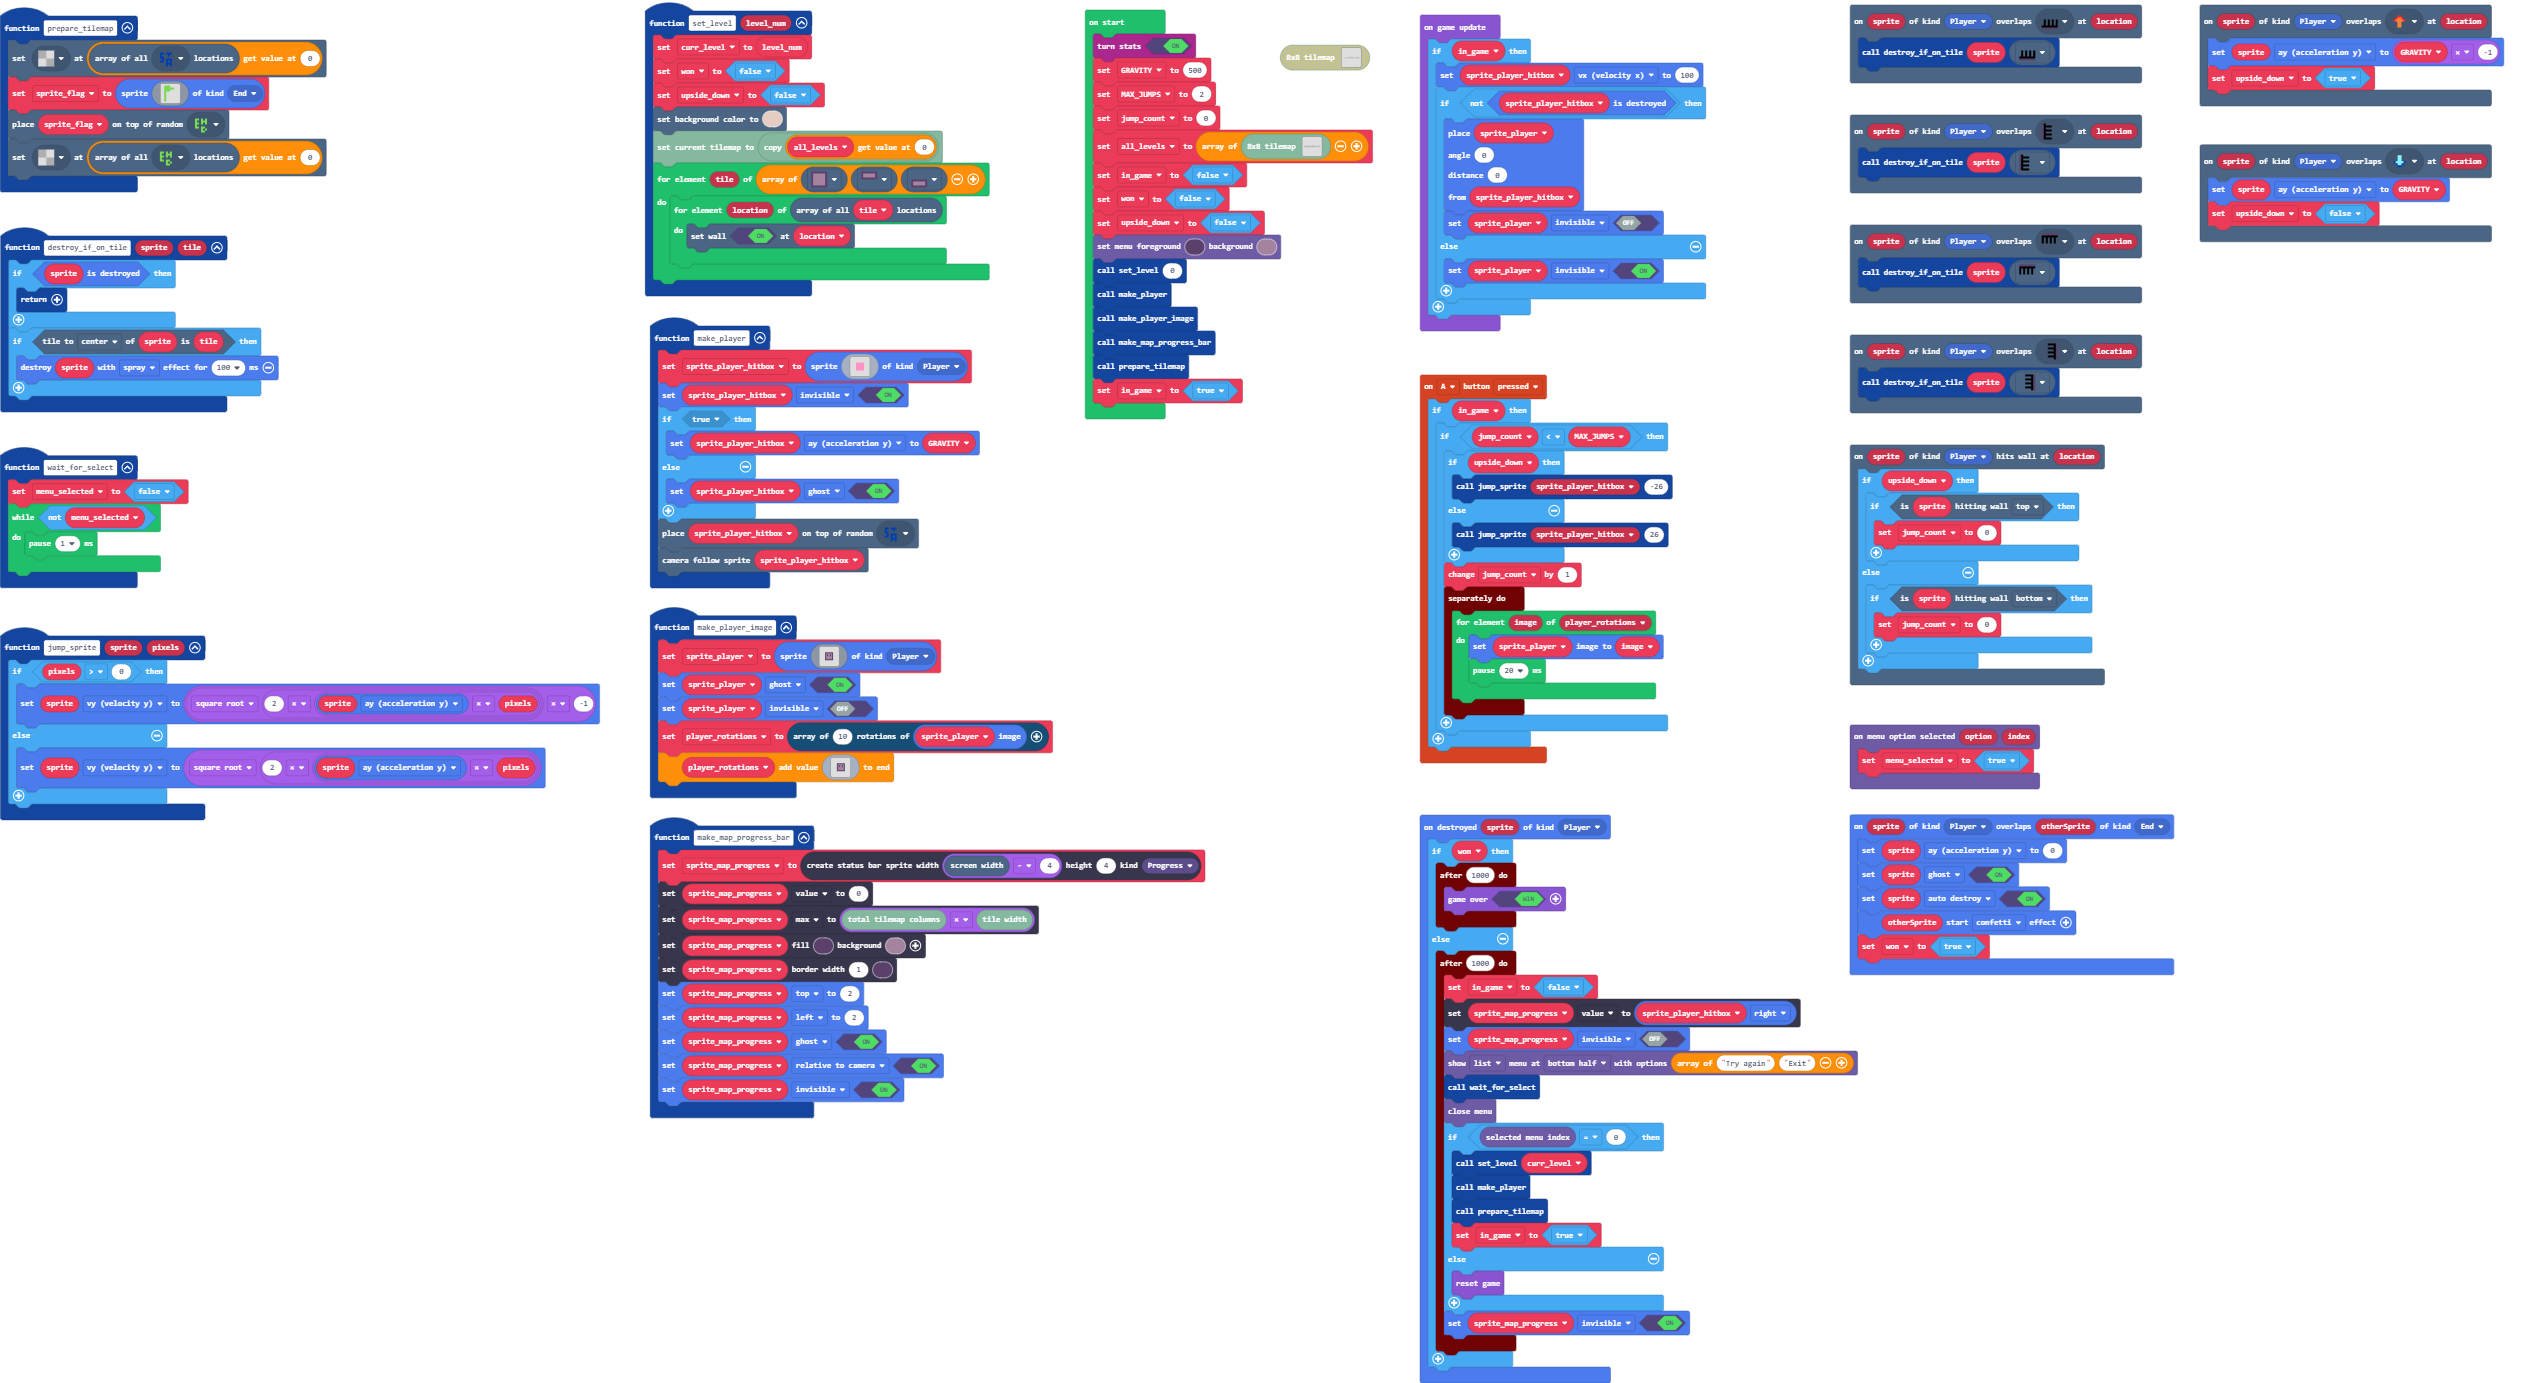 function prepare_tilemap
set at array of all STA locations get value at 0
set sprite_flag to sprite of kind End
place sprite_flag on top of random END
set at array of all END locations get value at 0
function destroy_if_on_tile sprite tile
if sprite is destroyed then
return
if tile to center of sprite is tile then
destroy sprite with spray effect for 100 ms
function wait_for_select
set menu_selected to false
while not menu_selected
do
pause 1 ms
function jump_sprite sprite pixels
if pixels > 0 then
set sprite vy (velocity y) to square root 2 × sprite ay (acceleration y) × pixels × -1
else
set sprite vy (velocity y) to square root 2 × sprite ay (acceleration y) × pixels
function set_level level_num
set curr_level to level_num
set won to false
set upside_down to false
set background color to
set current tilemap to copy all_levels get value at 0
for element tile of array of
do
for element location of array of all tile locations
do
set wall ON at location
function make_player
set sprite_player_hitbox to sprite of kind Player
set sprite_player_hitbox invisible ON
if true then
set sprite_player_hitbox ay (acceleration y) to GRAVITY
else
set sprite_player_hitbox ghost ON
place sprite_player_hitbox on top of random STA
camera follow sprite sprite_player_hitbox
function make_player_image
set sprite_player to sprite of kind Player
set sprite_player ghost ON
set sprite_player invisible OFF
set player_rotations to array of 10 rotations of sprite_player image
player_rotations add value to end
function make_map_progress_bar
set sprite_map_progress to create status bar sprite width screen width - 4 height 4 kind Progress
set sprite_map_progress value to 0
set sprite_map_progress max to total tilemap columns × tile width
set sprite_map_progress fill background
set sprite_map_progress border width 1
set sprite_map_progress top to 2
set sprite_map_progress left to 2
set sprite_map_progress ghost ON
set sprite_map_progress relative to camera ON
set sprite_map_progress invisible ON
on start
turn stats ON
set GRAVITY to 500
set MAX_JUMPS to 2
set jump_count to 0
set all_levels to array of 8x8 tilemap
set in_game to false
set won to false
set upside_down to false
set menu foreground background
call set_level 0
call make_player
call make_player_image
call make_map_progress_bar
call prepare_tilemap
set in_game to true
8x8 tilemap
on game update
if in_game then
set sprite_player_hitbox vx (velocity x) to 100
if not sprite_player_hitbox is destroyed then
place sprite_player
angle 0
distance 0
from sprite_player_hitbox
set sprite_player invisible OFF
else
set sprite_player invisible ON
on A button pressed
if in_game then
if jump_count < MAX_JUMPS then
if upside_down then
call jump_sprite sprite_player_hitbox -26
else
call jump_sprite sprite_player_hitbox 26
change jump_count by 1
separately do
for element image of player_rotations
do
set sprite_player image to image
pause 20 ms
on destroyed sprite of kind Player
if won then
after 1000 do
game over WIN
else
after 1000 do
set in_game to false
set sprite_map_progress value to sprite_player_hitbox right
set sprite_map_progress invisible OFF
show list menu at bottom half with options array of "Try again" "Exit"
call wait_for_select
close menu
if selected menu index = 0 then
call set_level curr_level
call make_player
call prepare_tilemap
set in_game to true
else
reset game
set sprite_map_progress invisible ON
on sprite of kind Player overlaps at location
call destroy_if_on_tile sprite
on sprite of kind Player overlaps at location
call destroy_if_on_tile sprite
on sprite of kind Player overlaps at location
call destroy_if_on_tile sprite
on sprite of kind Player overlaps at location
call destroy_if_on_tile sprite
on sprite of kind Player hits wall at location
if upside_down then
if is sprite hitting wall top then
set jump_count to 0
else
if is sprite hitting wall bottom then
set jump_count to 0
on menu option selected option index
set menu_selected to true
on sprite of kind Player overlaps otherSprite of kind End
set sprite ay (acceleration y) to 0
set sprite ghost ON
set sprite auto destroy ON
otherSprite start confetti effect
set won to true
on sprite of kind Player overlaps at location
set sprite ay (acceleration y) to GRAVITY × -1
set upside_down to true
on sprite of kind Player overlaps at location
set sprite ay (acceleration y) to GRAVITY
set upside_down to false